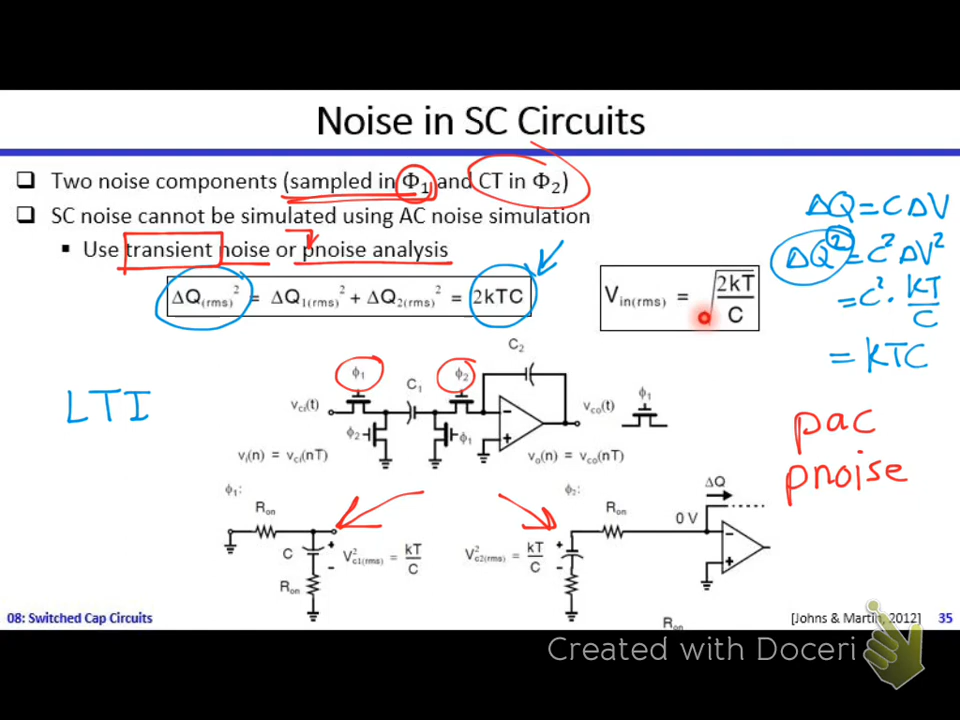 Noise in SC Circuits
Two noise components (sampled in Φ1 and CT in Φ2)
SC noise cannot be simulated using AC noise simulation
Use transient noise or pnoise analysis
ΔQ(rms)² = ΔQ1(rms)² + ΔQ2(rms)² = 2kTC
Vin(rms) = √(2kT/C)
ΔQ = CΔV
ΔQ² = C²ΔV²
= C² · KT/C
= KTC
LTI
pac
pnoise
C2
ϕ1
ϕ2
C1
vci(t)
vco(t)
ϕ1
ϕ2
ϕ1
vi(n) = vci(nT)
vo(n) = vco(nT)
ϕ1:
Ron
C
V²c1(rms) = kT/C
Ron
ϕ2:
Ron
0 V
ΔQ
V²c2(rms) = kT/C
Ron
08: Switched Cap Circuits
[Johns & Martin, 2012]
35
Created with Doceri